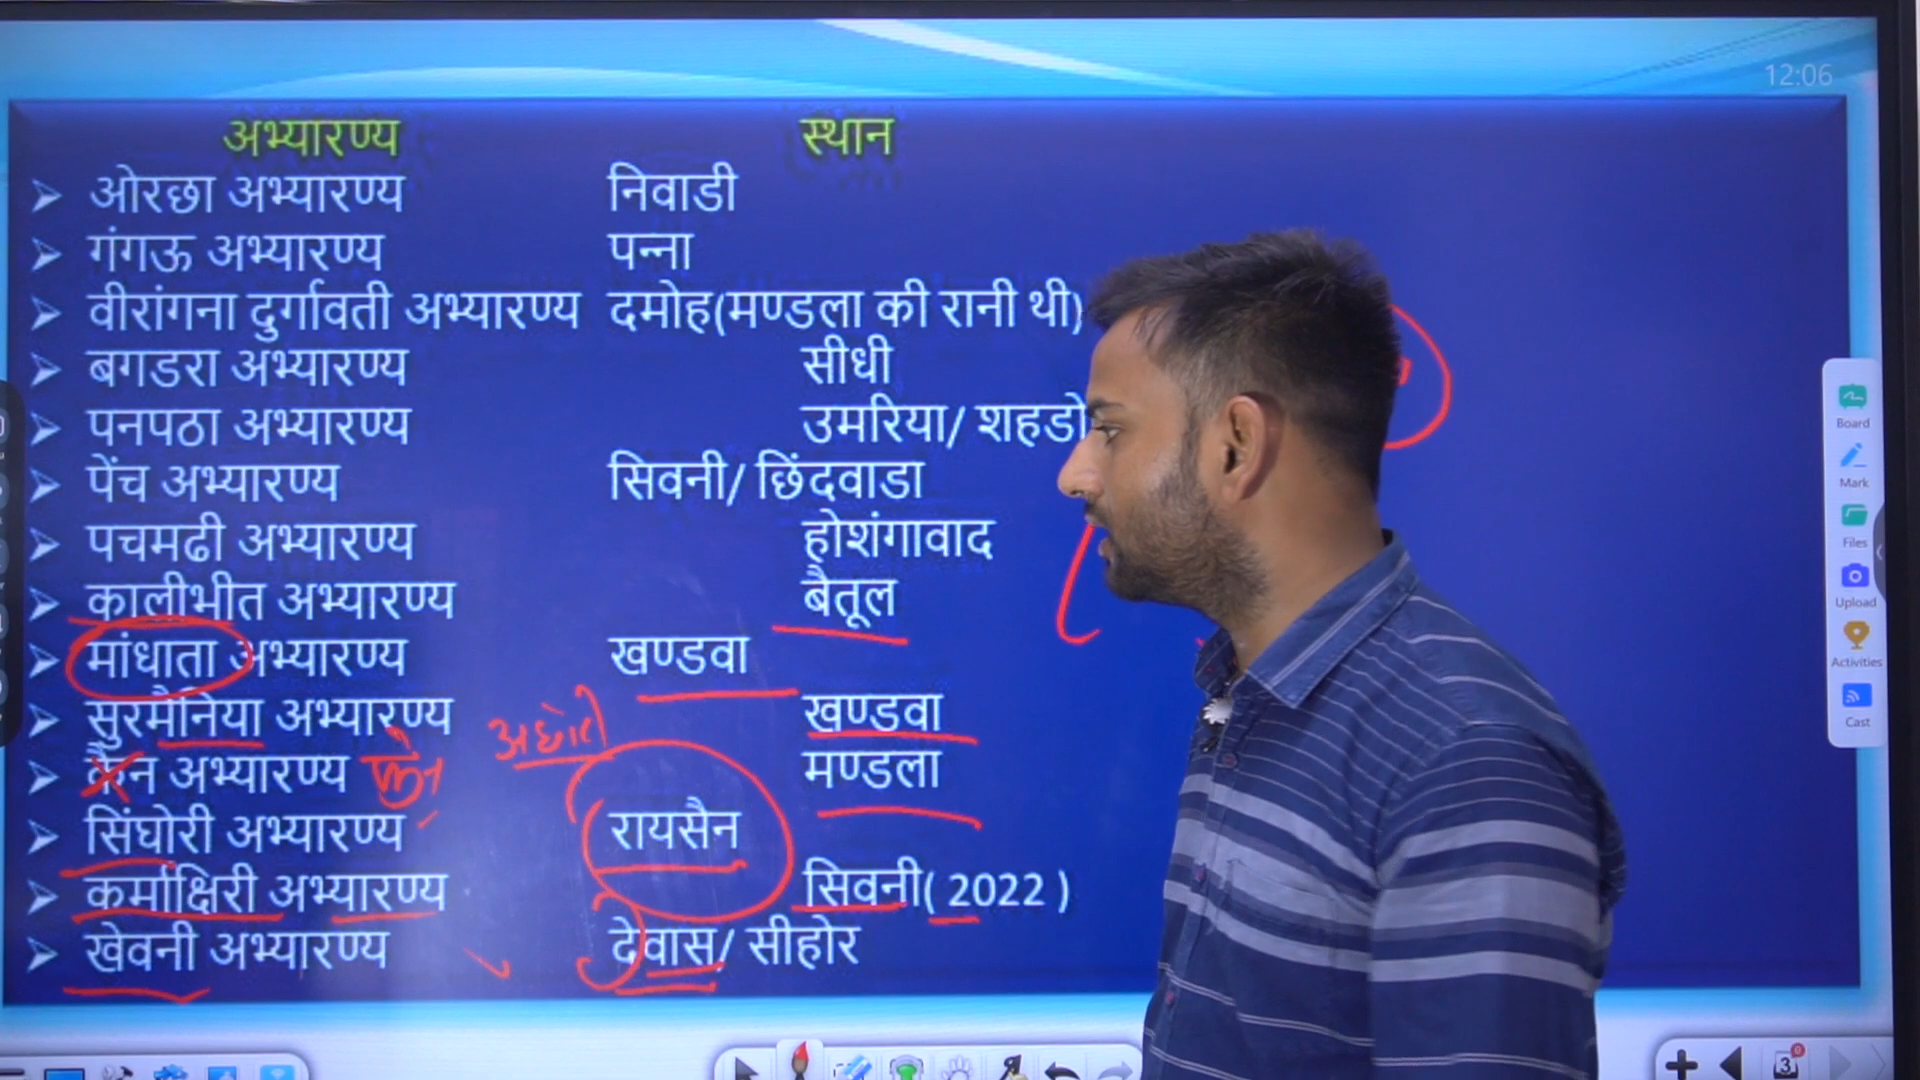 12:06
अभ्यारण्य स्थान
ओरछा अभ्यारण्य निवाडी
गंगऊ अभ्यारण्य पन्ना
वीरांगना दुर्गावती अभ्यारण्य दमोह(मण्डला की रानी थी)
बगडरा अभ्यारण्य सीधी
पनपठा अभ्यारण्य उमरिया/ शहडो
पेंच अभ्यारण्य सिवनी/ छिंदवाडा
पचमढी अभ्यारण्य होशंगावाद
कालीभीत अभ्यारण्य बैतूल
मांधाता अभ्यारण्य खण्डवा
सुरमैनिया अभ्यारण्य खण्डवा
कैन अभ्यारण्य मण्डला
सिंघोरी अभ्यारण्य रायसैन
कर्माक्षिरी अभ्यारण्य सिवनी( 2022 )
खेवनी अभ्यारण्य देवास/ सीहोर
Board
Mark
Files
Upload
Activities
Cast
3
0